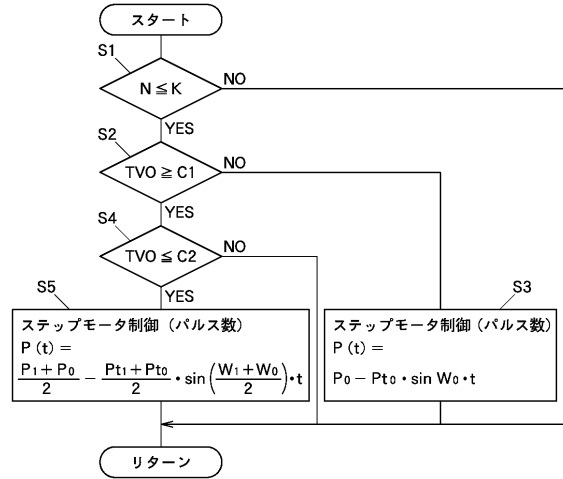 スタート
S1
N≦K
NO
YES
S2
TVO≧C1
NO
YES
S4
TVO≦C2
NO
YES
S5
ステップモータ制御（パルス数）
P (t) =
(P1+P0)/2 − (Pt1+Pt0)/2・sin((W1+W0)/2)・t
S3
ステップモータ制御（パルス数）
P (t) =
P0−Pt0・sin W0・t
リターン